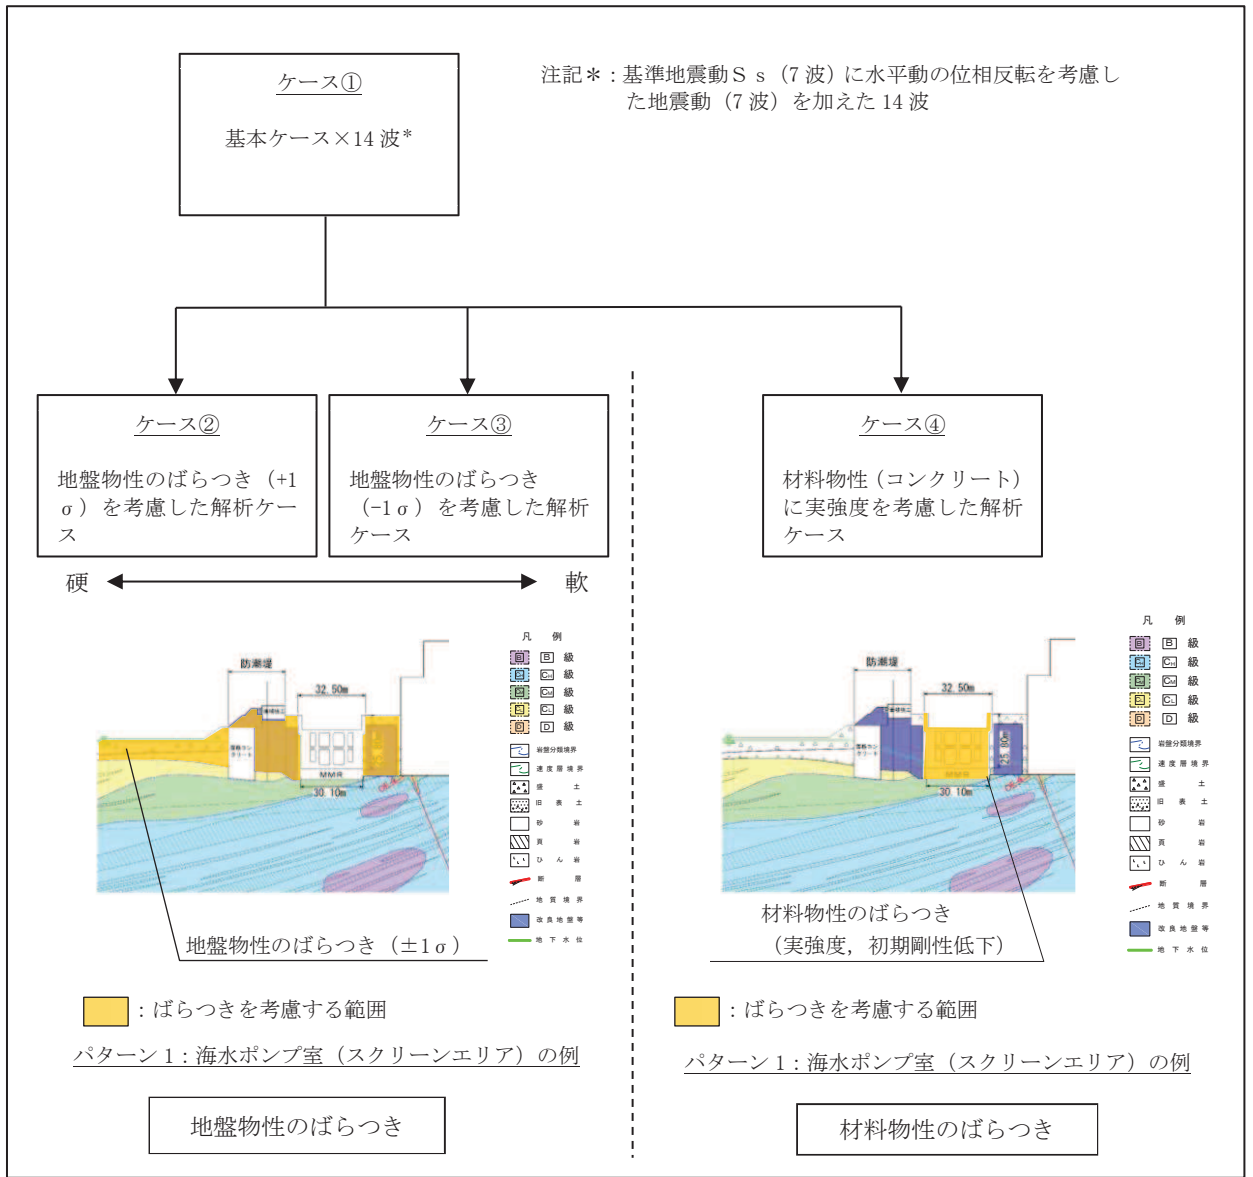 ケース①
基本ケース×14 波*
注記＊：基準地震動Ｓｓ（7 波）に水平動の位相反転を考慮し
た地震動（7 波）を加えた 14 波
ケース②
地盤物性のばらつき（+1
σ）を考慮した解析ケー
ス
ケース③
地盤物性のばらつき
（-1σ）を考慮した解析
ケース
ケース④
材料物性（コンクリート）
に実強度を考慮した解析
ケース
硬
軟
防潮堤
32.50m
MMR
30.10m
凡 例
B 級
CH 級
CM 級
CL 級
D 級
岩盤分類境界
速度層境界
盛 土
旧 表 土
砂 岩
頁 岩
ひ ん 岩
断 層
地 質 境 界
改 良 地 盤 等
地 下 水 位
地盤物性のばらつき（±1σ）
：ばらつきを考慮する範囲
パターン 1：海水ポンプ室（スクリーンエリア）の例
地盤物性のばらつき
防潮堤
32.50m
25.80m
MMR
30.10m
凡 例
B 級
CH 級
CM 級
CL 級
D 級
岩盤分類境界
速度層境界
盛 土
旧 表 土
砂 岩
頁 岩
ひ ん 岩
断 層
地 質 境 界
改 良 地 盤 等
地 下 水 位
材料物性のばらつき
（実強度，初期剛性低下）
：ばらつきを考慮する範囲
パターン 1：海水ポンプ室（スクリーンエリア）の例
材料物性のばらつき